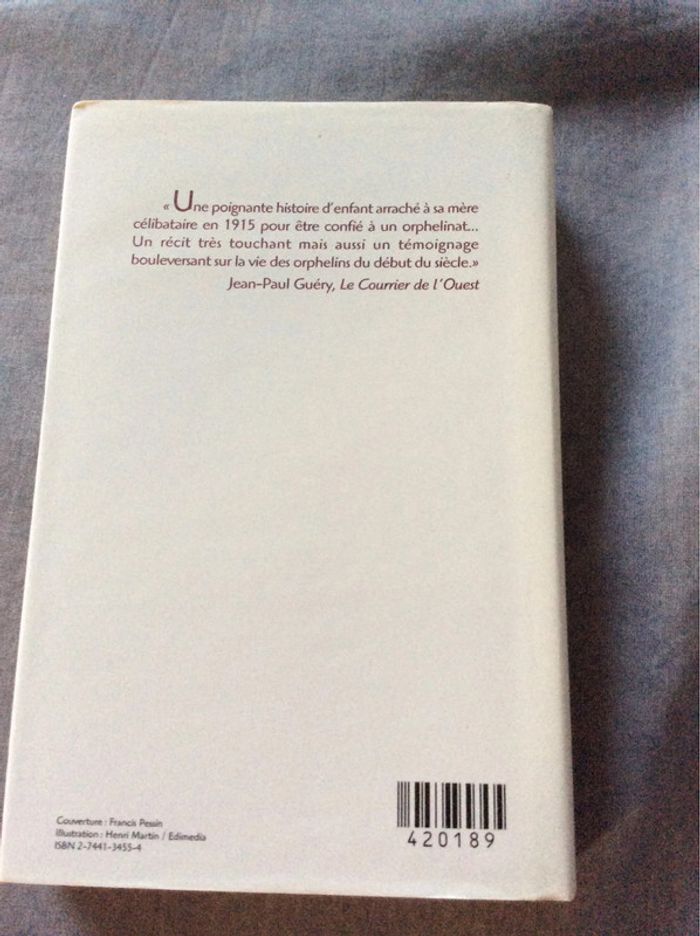 « Une poignante histoire d'enfant arraché à sa mère
célibataire en 1915 pour être confié à un orphelinat...
Un récit très touchant mais aussi un témoignage
bouleversant sur la vie des orphelins du début du siècle.»
Jean-Paul Guéry, Le Courrier de l'Ouest
Couverture : Francis Pessin
Illustration : Henri Martin / Edimedia
ISBN 2-7441-3455-4
420189